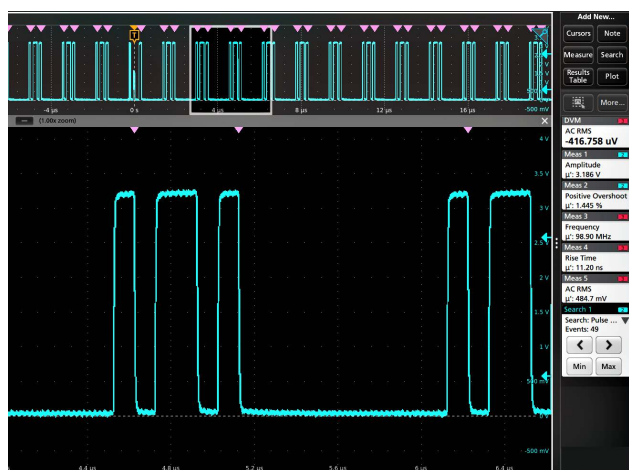 Add New...
Cursors Note
Measure Search
Results Table Plot
More...
T
-4 µs 0 s 4 µs 8 µs 12 µs 16 µs
-500 mV
(1.00x zoom)
4 V
3.5 V
3 V
2.5 V
2 V
1.5 V
1 V
500 mV
0 V
-500 mV
4.4 µs 4.8 µs 5.2 µs 5.6 µs 6 µs 6.4 µs
DVM
AC RMS
-416.758 uV
Meas 1
Amplitude
µ': 3.186 V
Meas 2
Positive Overshoot
µ': 1.445 %
Meas 3
Frequency
µ': 98.90 MHz
Meas 4
Rise Time
µ': 11.20 ns
Meas 5
AC RMS
µ': 484.7 mV
Search 1
Search: Pulse ...
Events: 49
Min Max